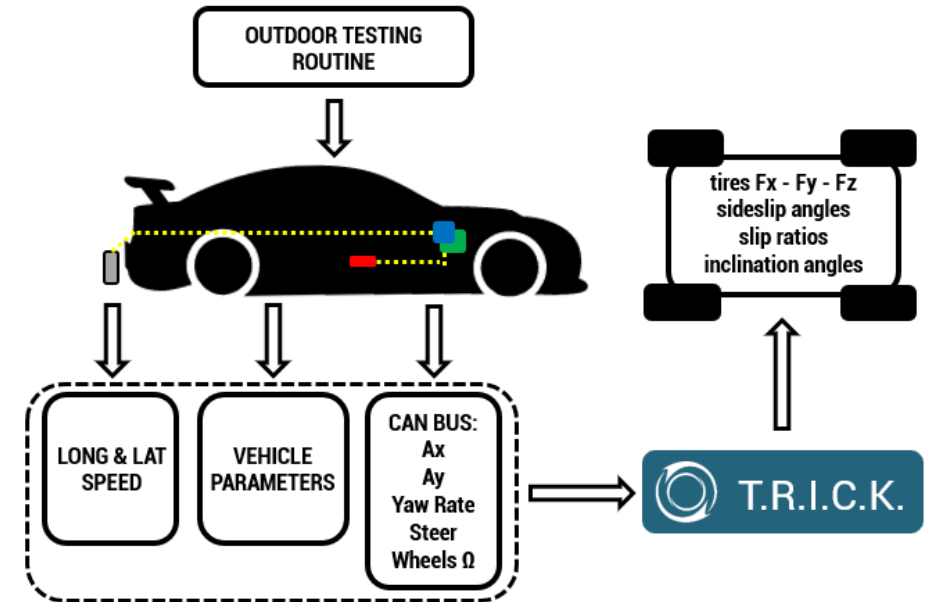 OUTDOOR TESTING
ROUTINE
tires Fx - Fy - Fz
sideslip angles
slip ratios
inclination angles
LONG & LAT
SPEED
VEHICLE
PARAMETERS
CAN BUS:
Ax
Ay
Yaw Rate
Steer
Wheels Ω
T.R.I.C.K.